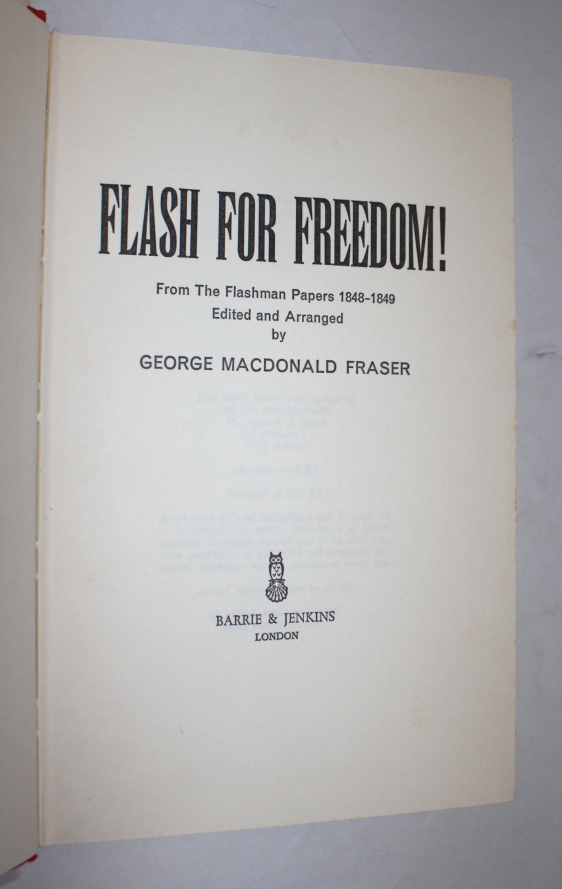 FLASH FOR FREEDOM!
From The Flashman Papers 1848–1849
Edited and Arranged
by
GEORGE MACDONALD FRASER
BARRIE & JENKINS
LONDON